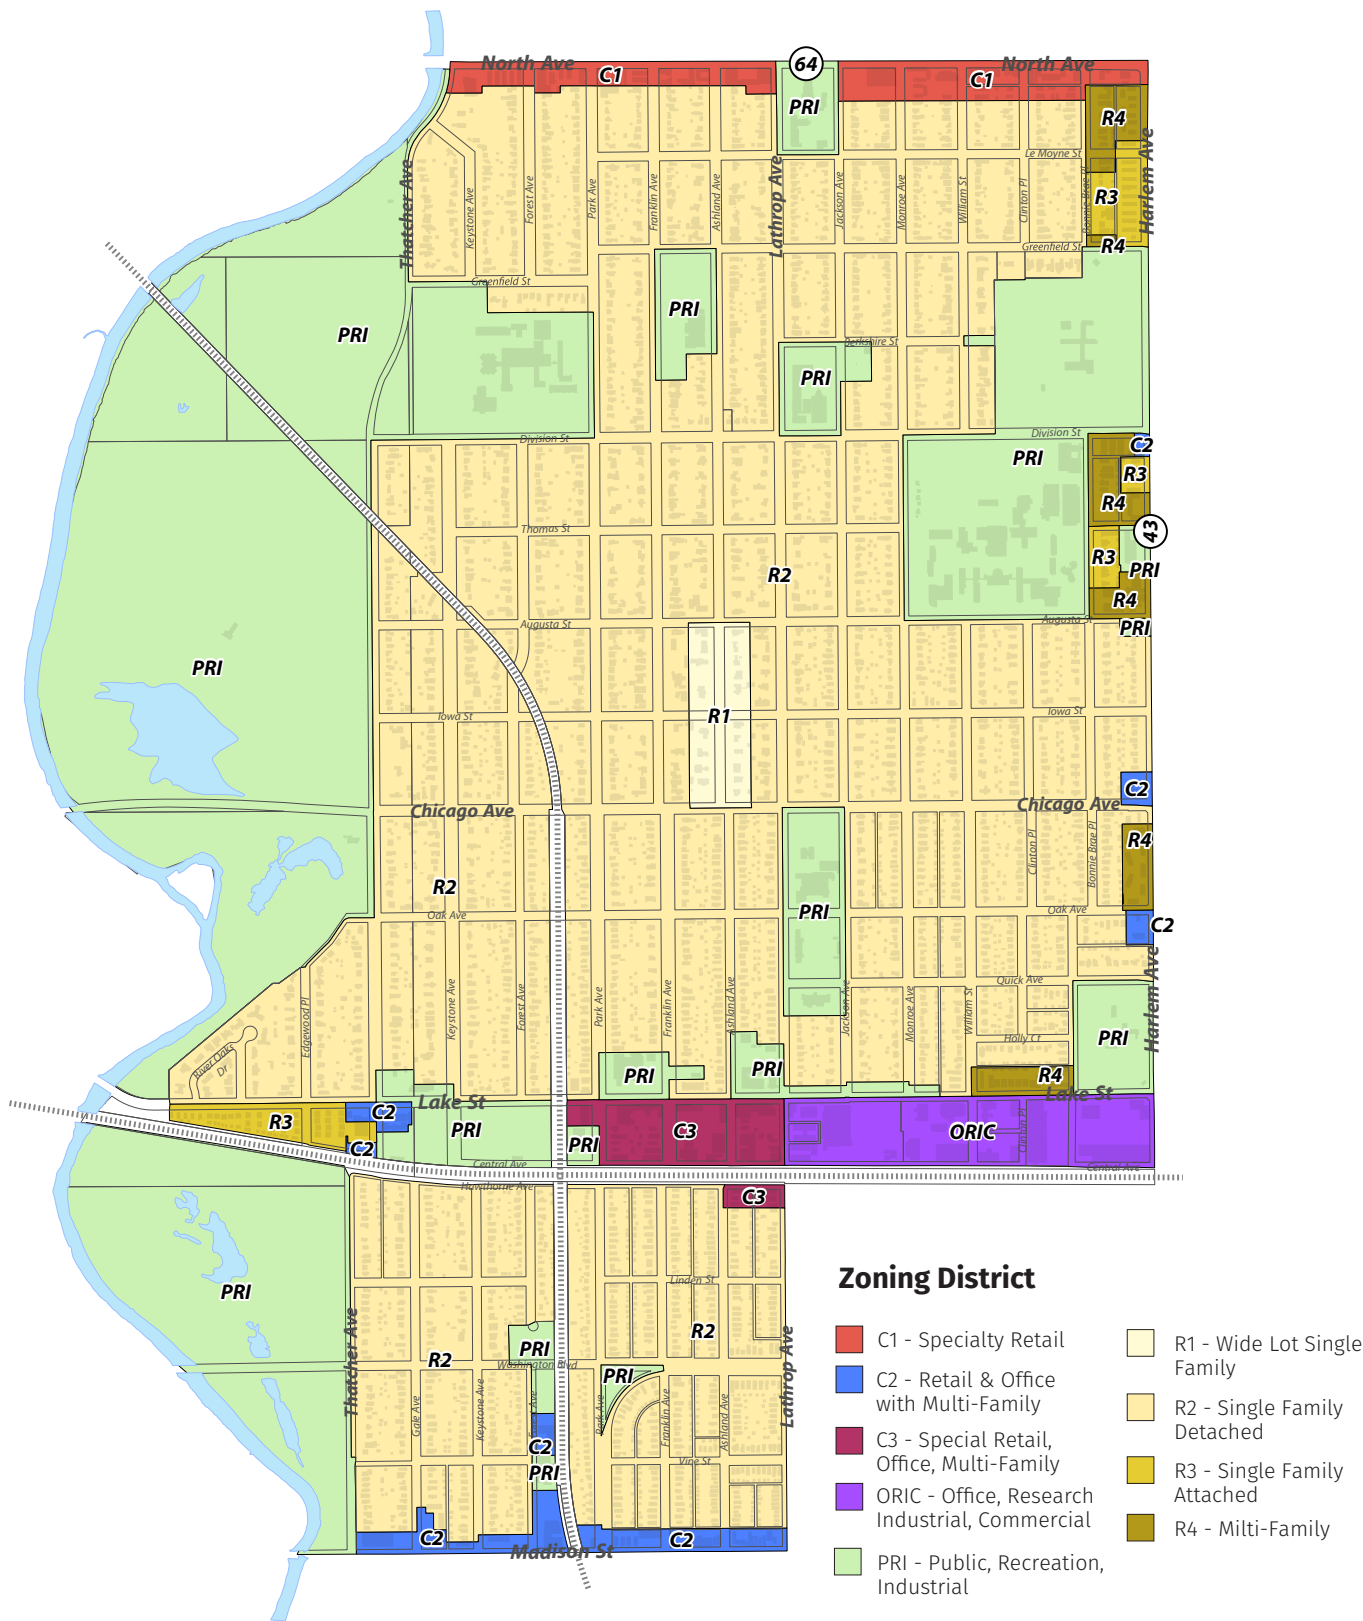 North Ave
64
North Ave
C1
C1
PRI
R4
Le Moyne St
Harlem Ave
Thatcher Ave
Keystone Ave
Forest Ave
Park Ave
Franklin Ave
Ashland Ave
Lathrop Ave
Jackson Ave
Monroe Ave
William St
Clinton Pl
Bonnie Brae Pl
R3
R4
Greenfield St
Greenfield St
PRI
PRI
Berkshire St
PRI
Division St
Division St
PRI
C2
R3
R4
Thomas St
43
R3
PRI
R2
R4
Augusta St
Augusta St
PRI
PRI
R1
Iowa St
Iowa St
C2
Chicago Ave
Chicago Ave
R4
Clinton Pl
Bonnie Brae Pl
R2
Oak Ave
PRI
Oak Ave
C2
Quick Ave
Harlem Ave
Edgewood Pl
Keystone Ave
Forest Ave
Park Ave
Franklin Ave
Ashland Ave
Jackson Ave
Monroe Ave
William St
Holly Ct
PRI
River Oaks
Dr
PRI
PRI
R4
Lake St
Lake St
C2
R3
PRI
C3
ORIC
Clinton Pl
C2
PRI
Central Ave
Central Ave
Hawthorne Ave
C3
PRI
Linden St
Thatcher Ave
R2
Lathrop Ave
PRI
R2
Washington Blvd
PRI
Gale Ave
Keystone Ave
Forest Ave
Park Ave
Franklin Ave
Ashland Ave
C2
Vine St
PRI
C2
C2
Madison St
Zoning District
C1 - Specialty Retail
C2 - Retail & Office
with Multi-Family
C3 - Special Retail,
Office, Multi-Family
ORIC - Office, Research
Industrial, Commercial
PRI - Public, Recreation,
Industrial
R1 - Wide Lot Single
Family
R2 - Single Family
Detached
R3 - Single Family
Attached
R4 - Milti-Family